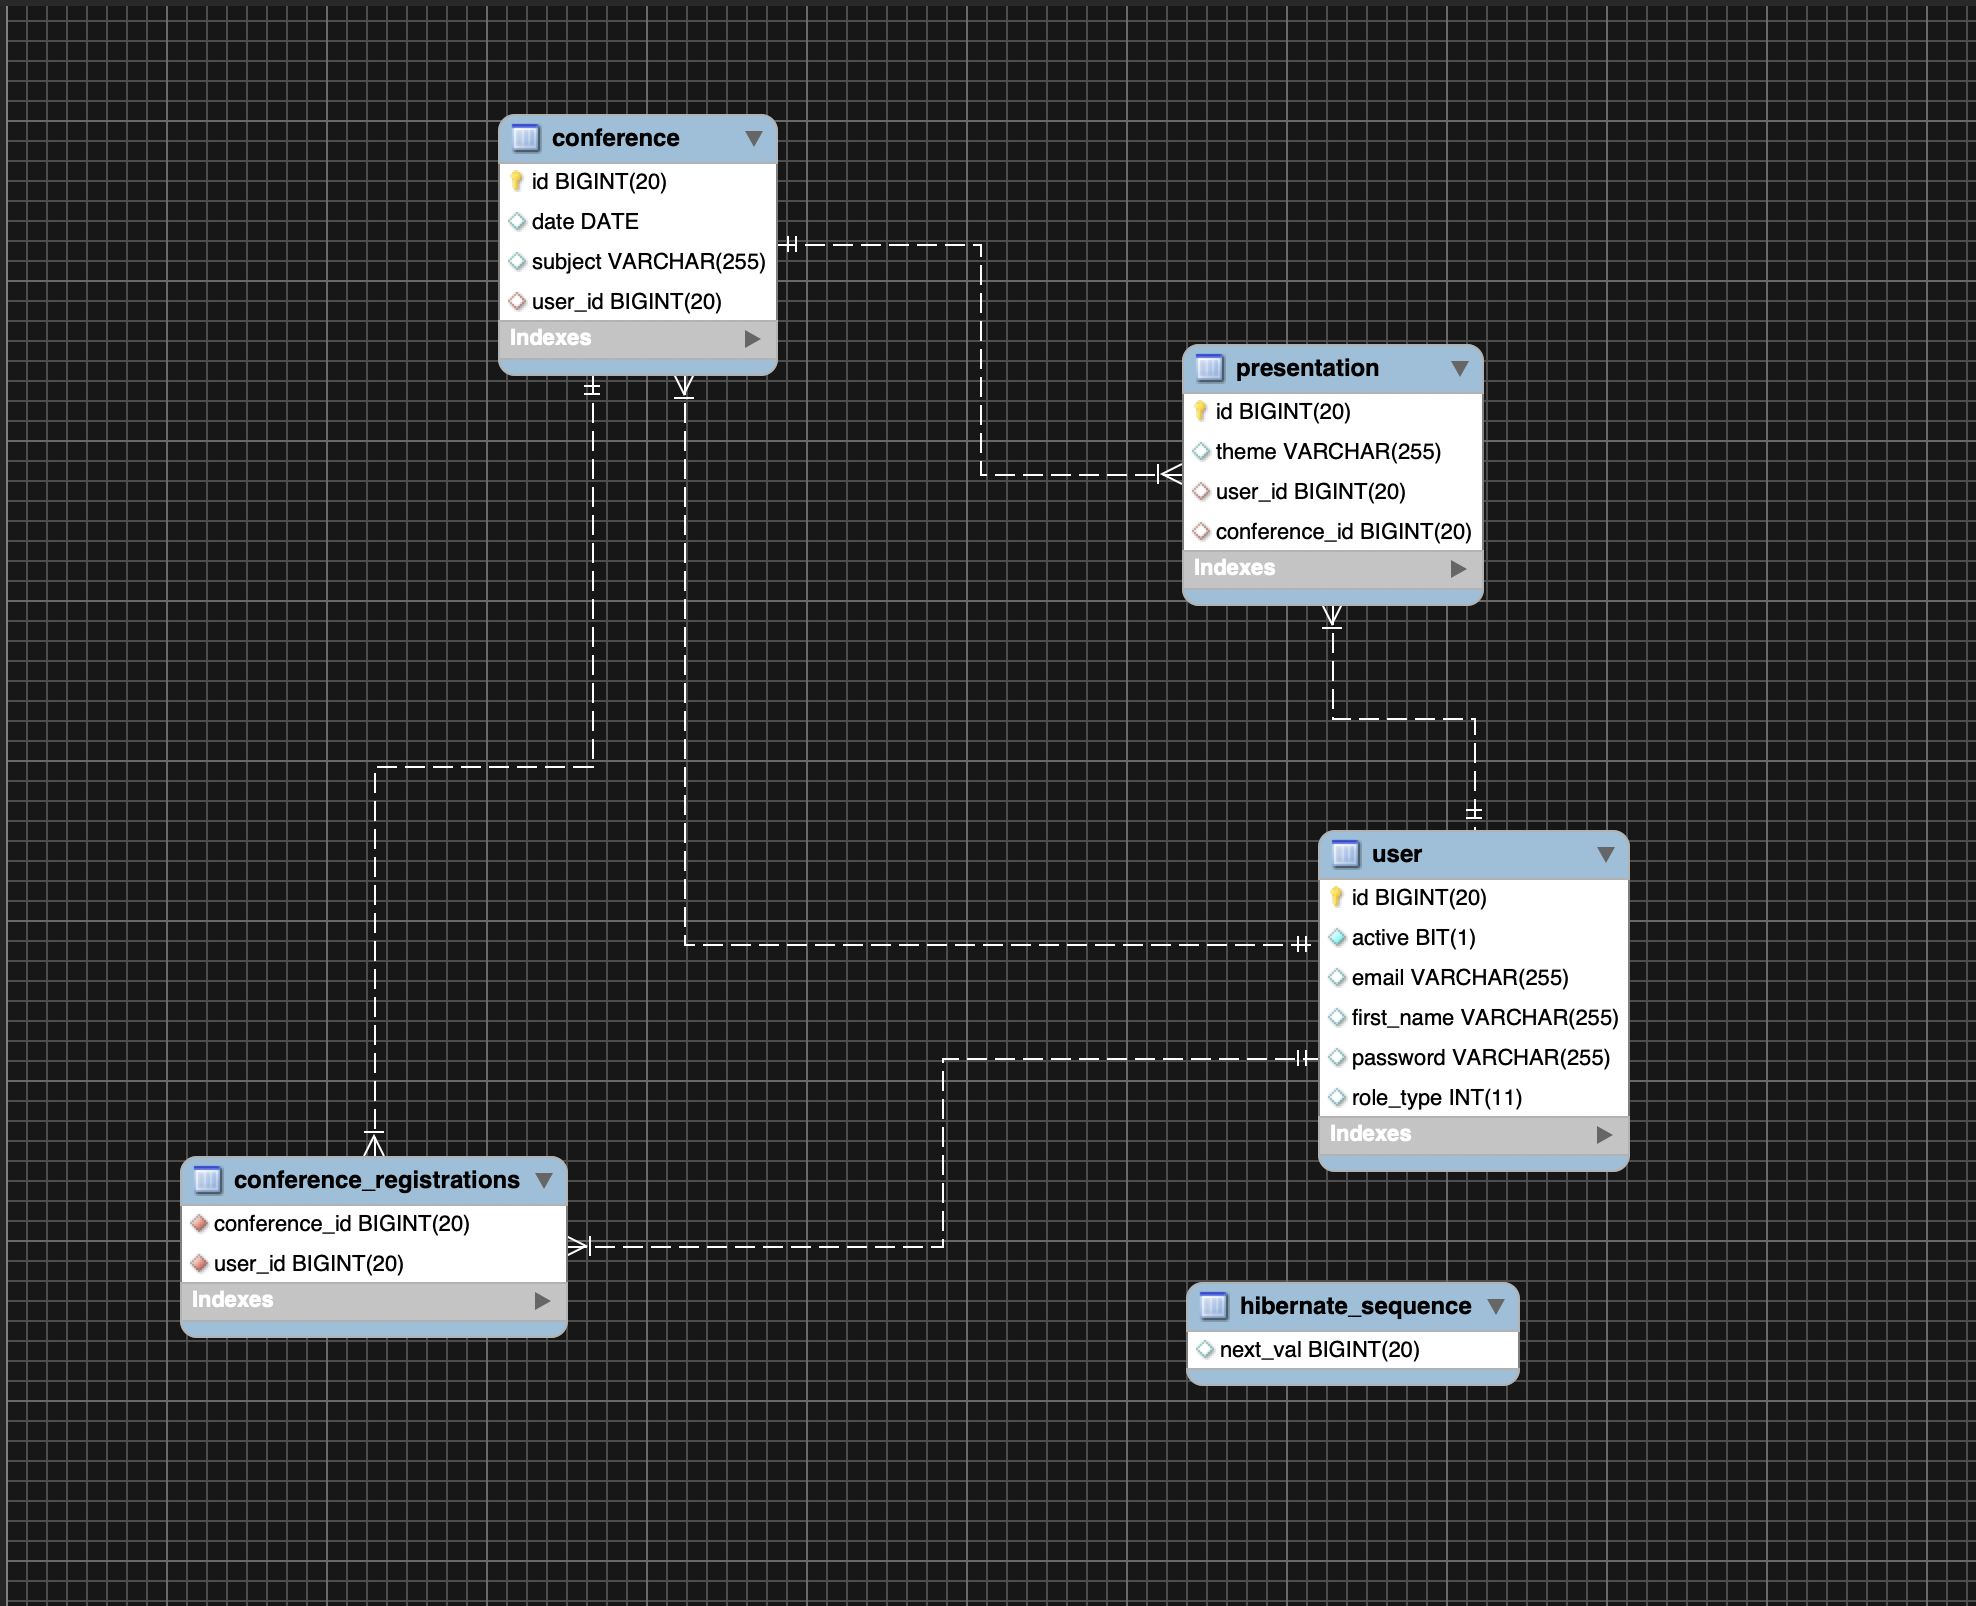 conference
id BIGINT(20)
date DATE
subject VARCHAR(255)
user_id BIGINT(20)
Indexes
presentation
id BIGINT(20)
theme VARCHAR(255)
user_id BIGINT(20)
conference_id BIGINT(20)
Indexes
user
id BIGINT(20)
active BIT(1)
email VARCHAR(255)
first_name VARCHAR(255)
password VARCHAR(255)
role_type INT(11)
Indexes
conference_registrations
conference_id BIGINT(20)
user_id BIGINT(20)
Indexes
hibernate_sequence
next_val BIGINT(20)